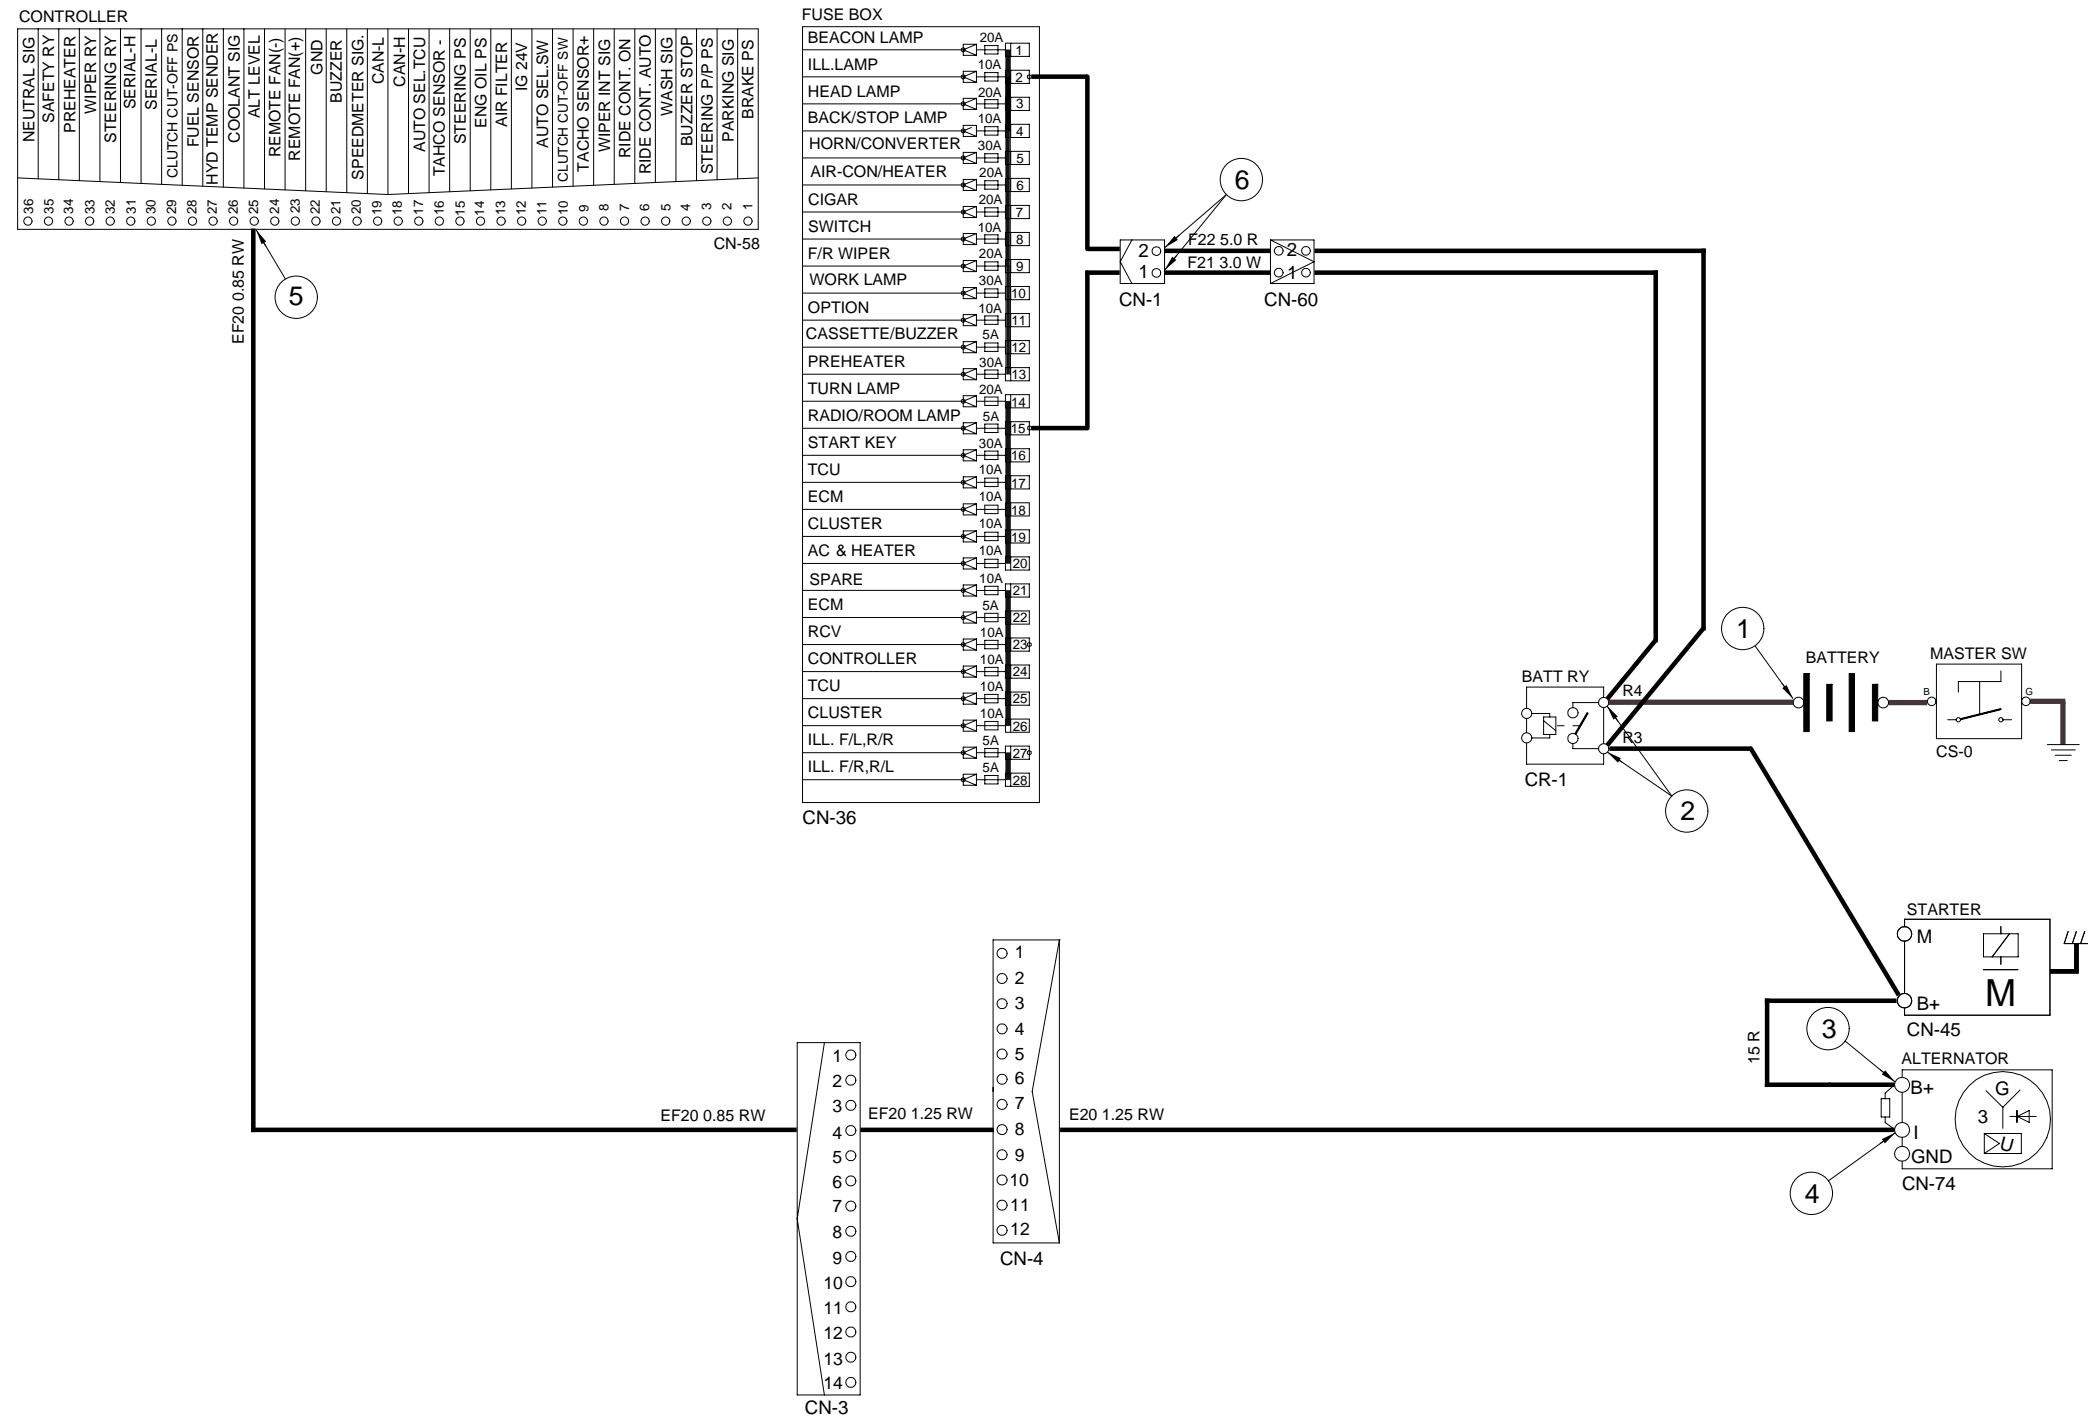 CONTROLLER
NEUTRAL SIG
SAFETY RY
PREHEATER
WIPER RY
STEERING RY
SERIAL-H
SERIAL-L
CLUTCH CUT-OFF PS
FUEL SENSOR
HYD TEMP SENDER
COOLANT SIG
ALT LEVEL
REMOTE FAN(-)
REMOTE FAN(+)
GND
BUZZER
SPEEDMETER SIG.
CAN-L
CAN-H
AUTO SEL.TCU
TAHCO SENSOR -
STEERING PS
ENG OIL PS
AIR FILTER
IG 24V
AUTO SEL.SW
CLUTCH CUT-OFF SW
TACHO SENSOR+
WIPER INT SIG
RIDE CONT. ON
RIDE CONT. AUTO
WASH SIG
BUZZER STOP
STEERING P/P PS
PARKING SIG
BRAKE PS
36 35 34 33 32 31 30 29 28 27 26 25 24 23 22 21 20 19 18 17 16 15 14 13 12 11 10 9 8 7 6 5 4 3 2 1
CN-58
EF20 0.85 RW
5
FUSE BOX
BEACON LAMP 20A 1
ILL.LAMP 10A 2
HEAD LAMP 20A 3
BACK/STOP LAMP 10A 4
HORN/CONVERTER 30A 5
AIR-CON/HEATER 20A 6
CIGAR 20A 7
SWITCH 10A 8
F/R WIPER 20A 9
WORK LAMP 30A 10
OPTION 10A 11
CASSETTE/BUZZER 5A 12
PREHEATER 30A 13
TURN LAMP 20A 14
RADIO/ROOM LAMP 5A 15
START KEY 30A 16
TCU 10A 17
ECM 10A 18
CLUSTER 10A 19
AC & HEATER 10A 20
SPARE 10A 21
ECM 5A 22
RCV 10A 23
CONTROLLER 10A 24
TCU 10A 25
CLUSTER 10A 26
ILL. F/L,R/R 5A 27
ILL. F/R,R/L 5A 28
CN-36
6
2 F22 5.0 R 2
1 F21 3.0 W 1
CN-1 CN-60
1
BATTERY
MASTER SW
B G
CS-0
BATT RY
R4
R3
CR-1
2
STARTER
M
M
B+
CN-45
15 R
3
ALTERNATOR
B+
G
3
U
I
GND
CN-74
4
1
2
3
4
5
6
7
8
9
10
11
12
CN-4
EF20 0.85 RW
EF20 1.25 RW
E20 1.25 RW
1
2
3
4
5
6
7
8
9
10
11
12
13
14
CN-3